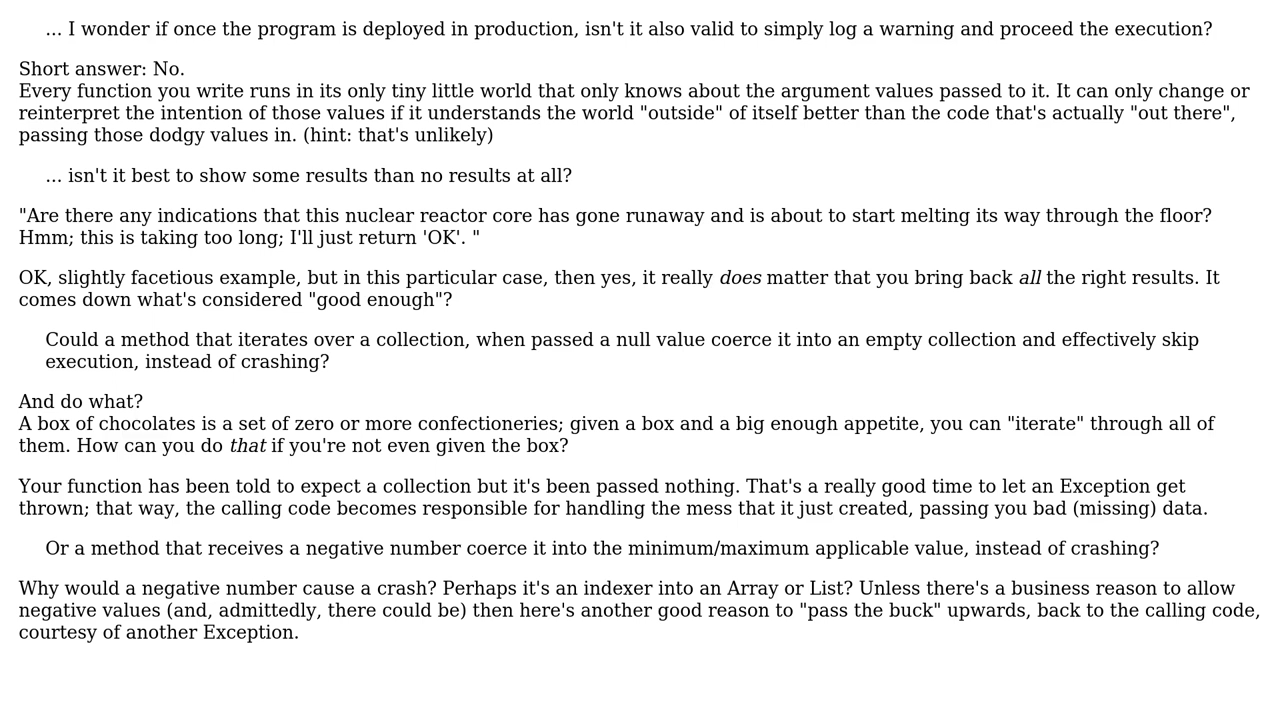 ... I wonder if once the program is deployed in production, isn't it also valid to simply log a warning and proceed the execution?
Short answer: No.
Every function you write runs in its only tiny little world that only knows about the argument values passed to it. It can only change or
reinterpret the intention of those values if it understands the world "outside" of itself better than the code that's actually "out there",
passing those dodgy values in. (hint: that's unlikely)
... isn't it best to show some results than no results at all?
"Are there any indications that this nuclear reactor core has gone runaway and is about to start melting its way through the floor?
Hmm; this is taking too long; I'll just return 'OK'. "
OK, slightly facetious example, but in this particular case, then yes, it really does matter that you bring back all the right results. It
comes down what's considered "good enough"?
Could a method that iterates over a collection, when passed a null value coerce it into an empty collection and effectively skip
execution, instead of crashing?
And do what?
A box of chocolates is a set of zero or more confectioneries; given a box and a big enough appetite, you can "iterate" through all of
them. How can you do that if you're not even given the box?
Your function has been told to expect a collection but it's been passed nothing. That's a really good time to let an Exception get
thrown; that way, the calling code becomes responsible for handling the mess that it just created, passing you bad (missing) data.
Or a method that receives a negative number coerce it into the minimum/maximum applicable value, instead of crashing?
Why would a negative number cause a crash? Perhaps it's an indexer into an Array or List? Unless there's a business reason to allow
negative values (and, admittedly, there could be) then here's another good reason to "pass the buck" upwards, back to the calling code,
courtesy of another Exception.